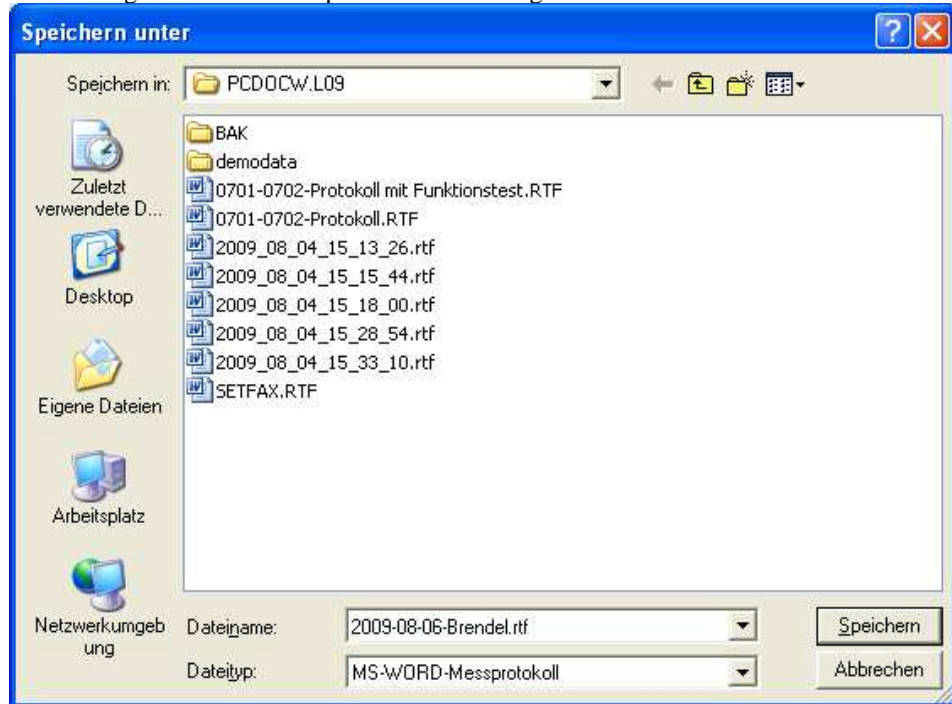 Speichern unter
Speichern in:
PCDOCW.L09
Zuletzt
verwendete D...
Desktop
Eigene Dateien
Arbeitsplatz
Netzwerkumgeb
ung
BAK
demodata
0701-0702-Protokoll mit Funktionstest.RTF
0701-0702-Protokoll.RTF
2009_08_04_15_13_26.rtf
2009_08_04_15_15_44.rtf
2009_08_04_15_18_00.rtf
2009_08_04_15_28_54.rtf
2009_08_04_15_33_10.rtf
SETFAX.RTF
Dateiname:
2009-08-06-Brendel.rtf
Speichern
Dateityp:
MS-WORD-Messprotokoll
Abbrechen